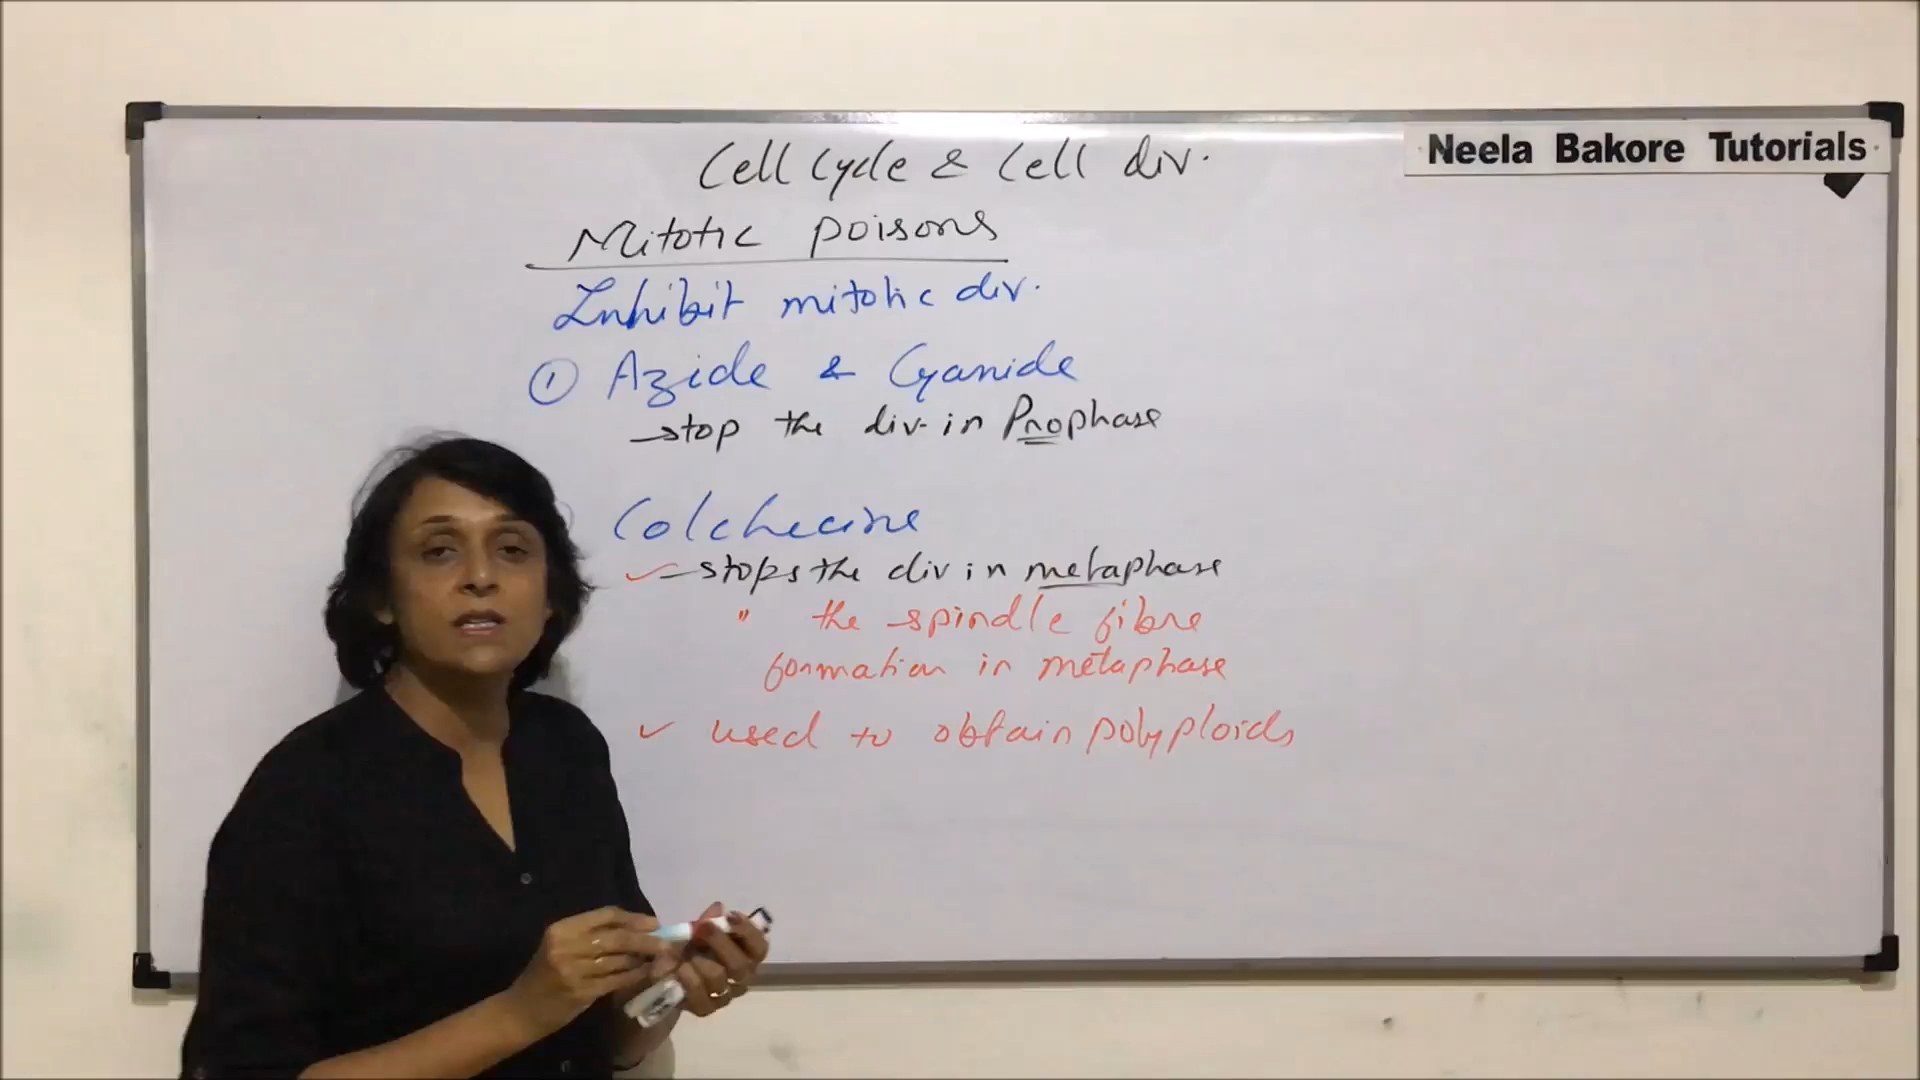 Neela Bakore Tutorials
Cell Cycle & Cell div.
Mitotic poisons
Inhibit mitotic div.
① Azide & Cyanide
→stop the div. in Prophase
Colchecine
✓ – stops the div in metaphase
" the spindle fibre
formation in metaphase
✓ used to obtain polyploids